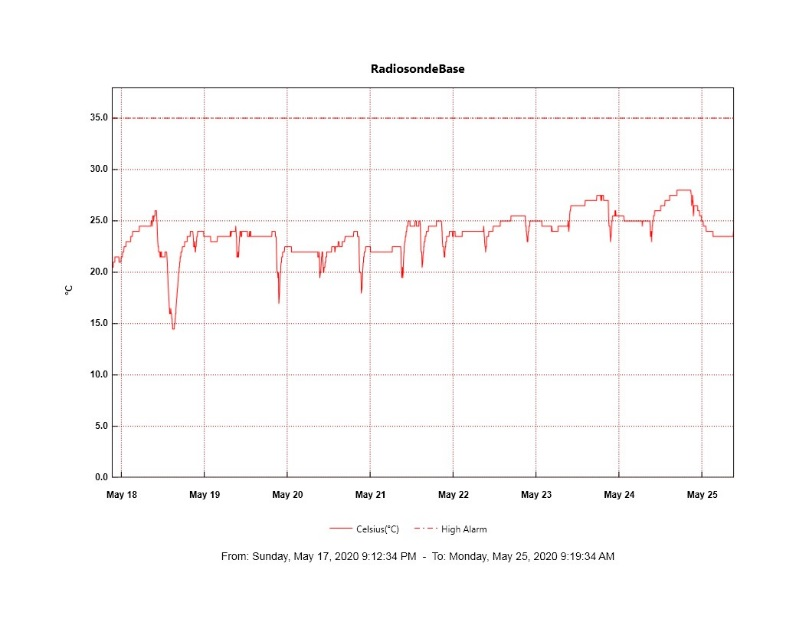 RadiosondeBase
35.0
30.0
25.0
20.0
°C
15.0
10.0
5.0
0.0
May 18 May 19 May 20 May 21 May 22 May 23 May 24 May 25
Celsius(°C) High Alarm
From: Sunday, May 17, 2020 9:12:34 PM - To: Monday, May 25, 2020 9:19:34 AM